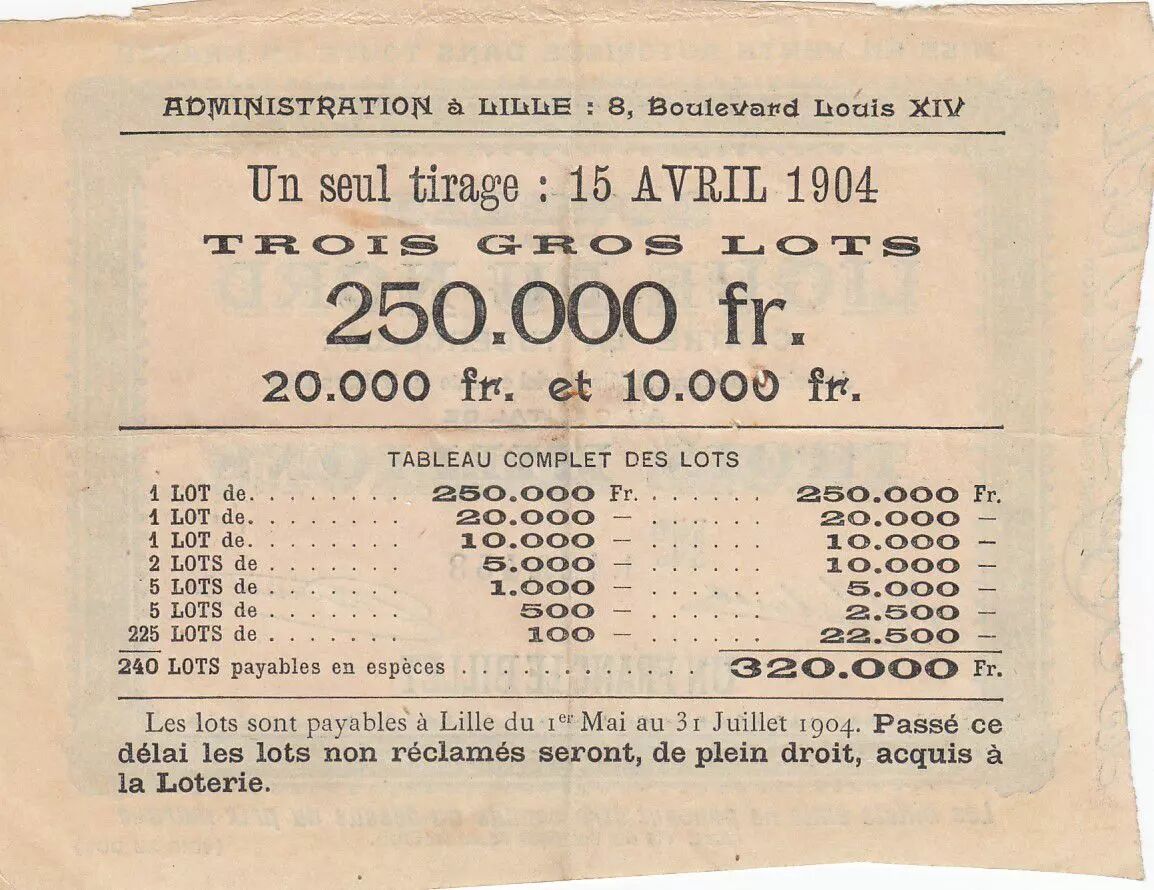 ADMINISTRATION à LILLE : 8, Boulevard Louis XIV
Un seul tirage : 15 AVRIL 1904
TROIS GROS LOTS
250.000 fr.
20.000 fr. et 10.000 fr.
TABLEAU COMPLET DES LOTS
1 LOT de. . . . . . . . 250.000 Fr. . . . . . . 250.000 Fr.
1 LOT de. . . . . . . . 20.000 — . . . . . . 20.000 —
1 LOT de. . . . . . . . 10.000 — . . . . . . 10.000 —
2 LOTS de . . . . . . . 5.000 — . . . . . . 10.000 —
5 LOTS de . . . . . . . 1.000 — . . . . . . 5.000 —
5 LOTS de . . . . . . . 500 — . . . . . . 2.500 —
225 LOTS de . . . . . . . 100 — . . . . . . 22.500 —
240 LOTS payables en espèces . . . . . . . . . . . 320.000 Fr.
Les lots sont payables à Lille du 1er Mai au 31 Juillet 1904. Passé ce
délai les lots non réclamés seront, de plein droit, acquis à
la Loterie.